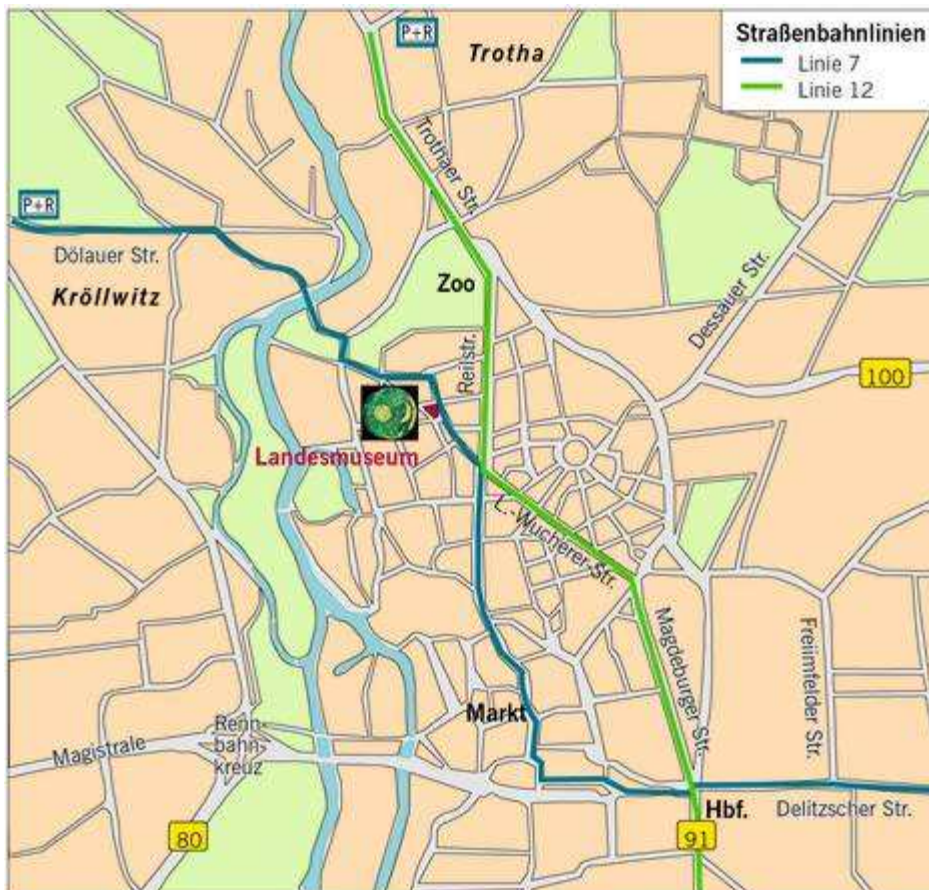 P+R
Trotha
Straßenbahnlinien
Linie 7
Linie 12
Trothaer Str.
P+R
Dölauer Str.
Kröllwitz
Zoo
Dessauer Str.
Reilstr.
100
Landesmuseum
L.-Wucherer-Str.
Magdeburger Str.
Freiimfelder Str.
Markt
Magistrale
Renn-
bahn-
kreuz
Hbf.
Delitzscher Str.
80
91